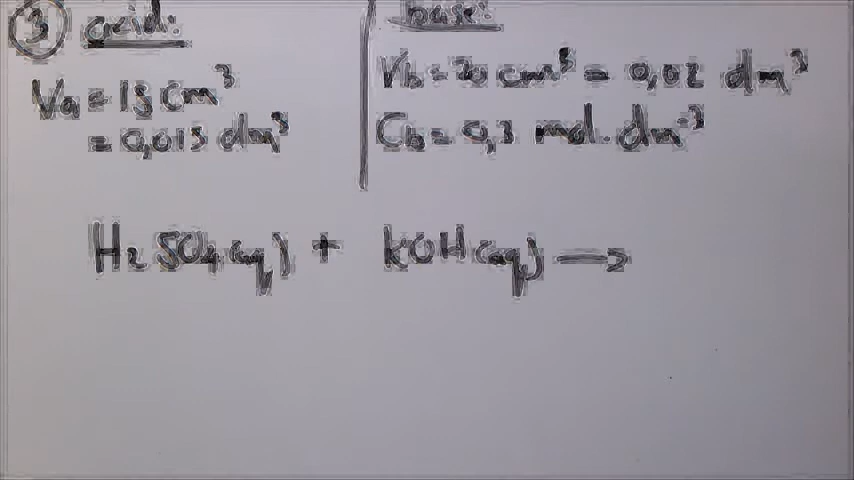 ③ acid:
Va = 15 cm³
= 0,015 dm³
base:
Vb = 20 cm³ = 0,02 dm³
Cb = 0,3 mol. dm⁻³
H₂SO₄(aq) + KOH(aq) →